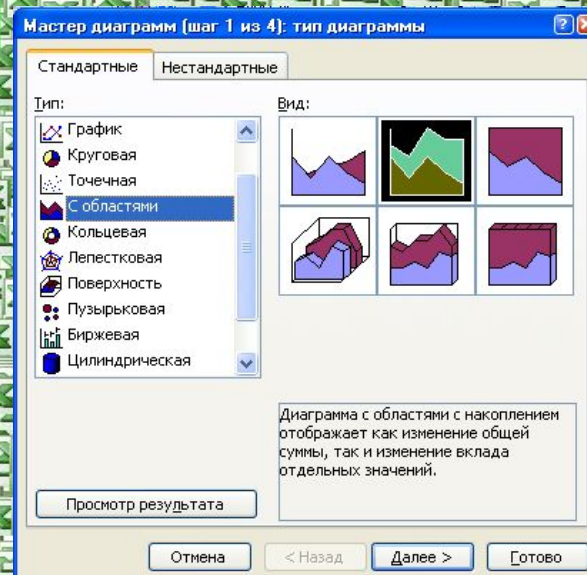 Мастер диаграмм (шаг 1 из 4): тип диаграммы
Стандартные
Нестандартные
Тип:
График
Круговая
Точечная
С областями
Кольцевая
Лепестковая
Поверхность
Пузырьковая
Биржевая
Цилиндрическая
Вид:
Диаграмма с областями с накоплением
отображает как изменение общей
суммы, так и изменение вклада
отдельных значений.
Просмотр результата
Отмена
< Назад
Далее >
Готово